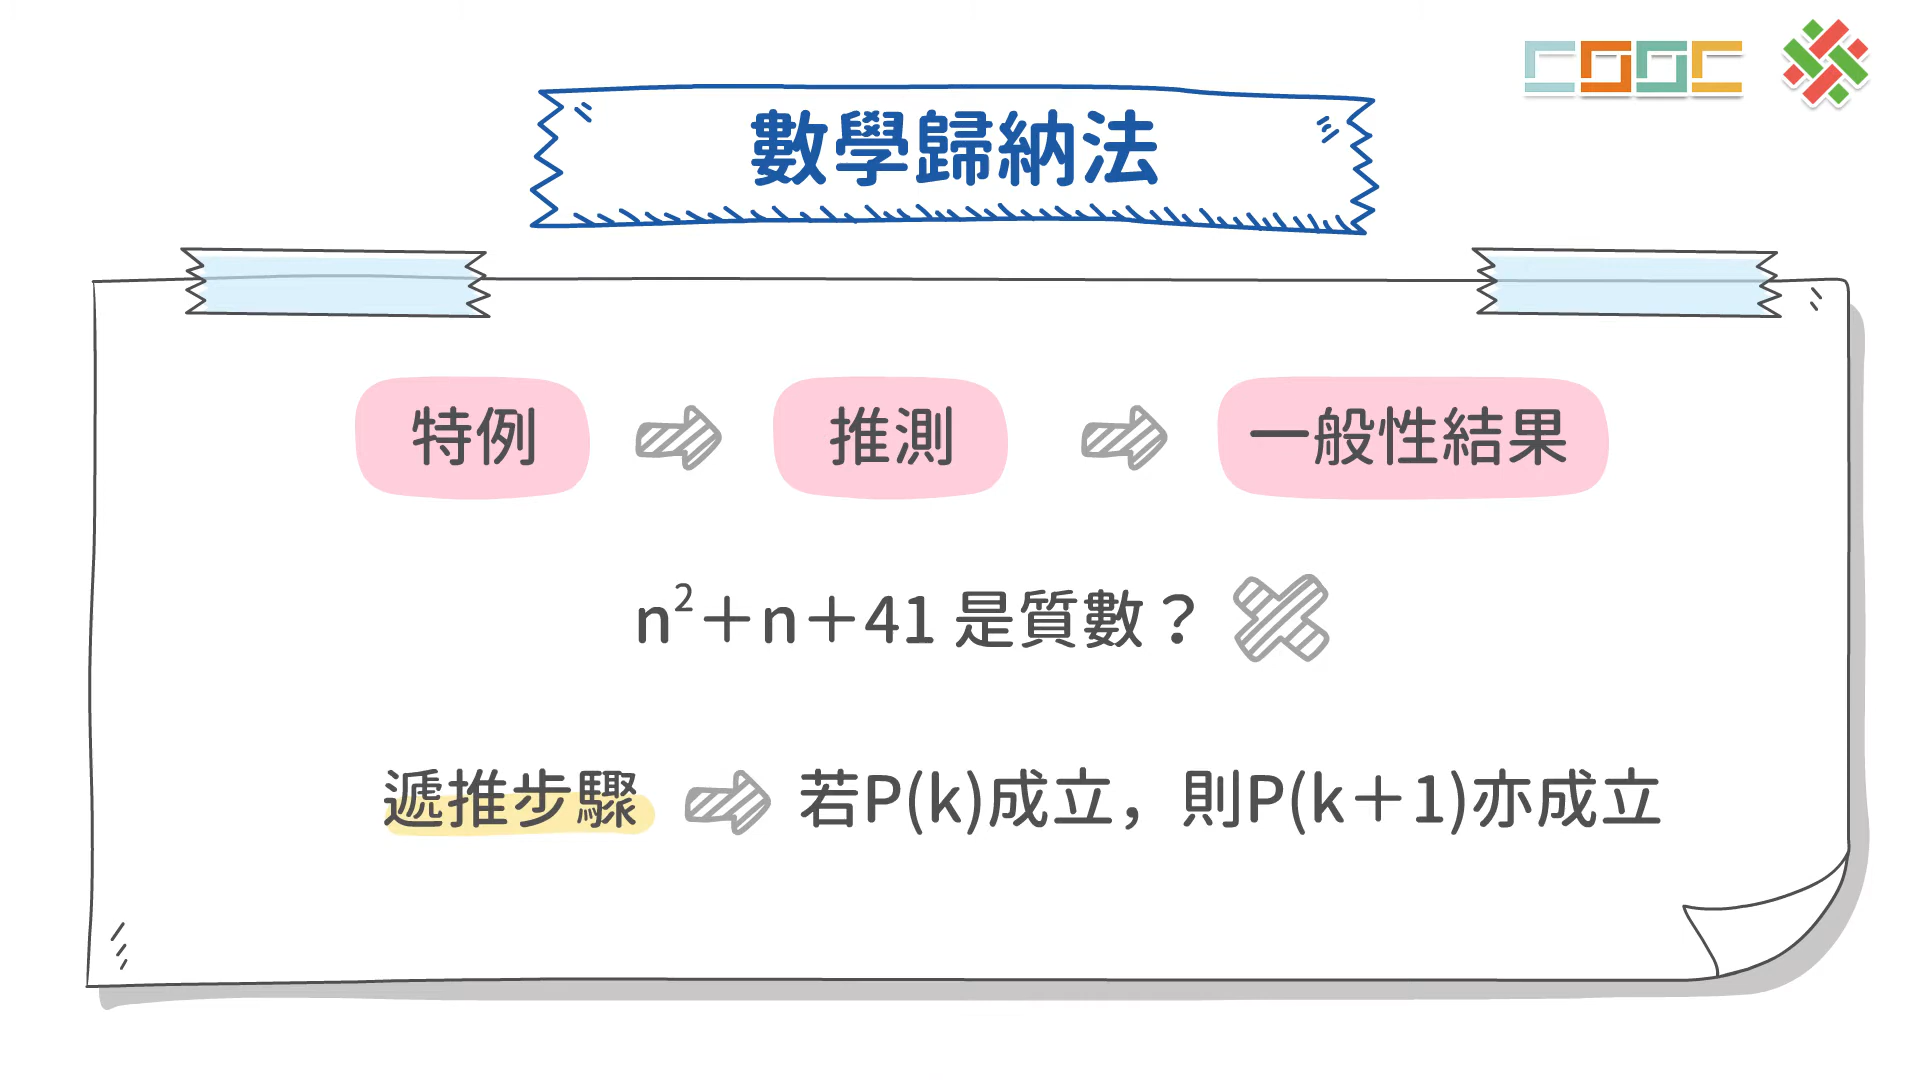 COOC
數學歸納法
特例 推測 一般性結果
n²＋n＋41 是質數？
遞推步驟 若P(k)成立，則P(k＋1)亦成立